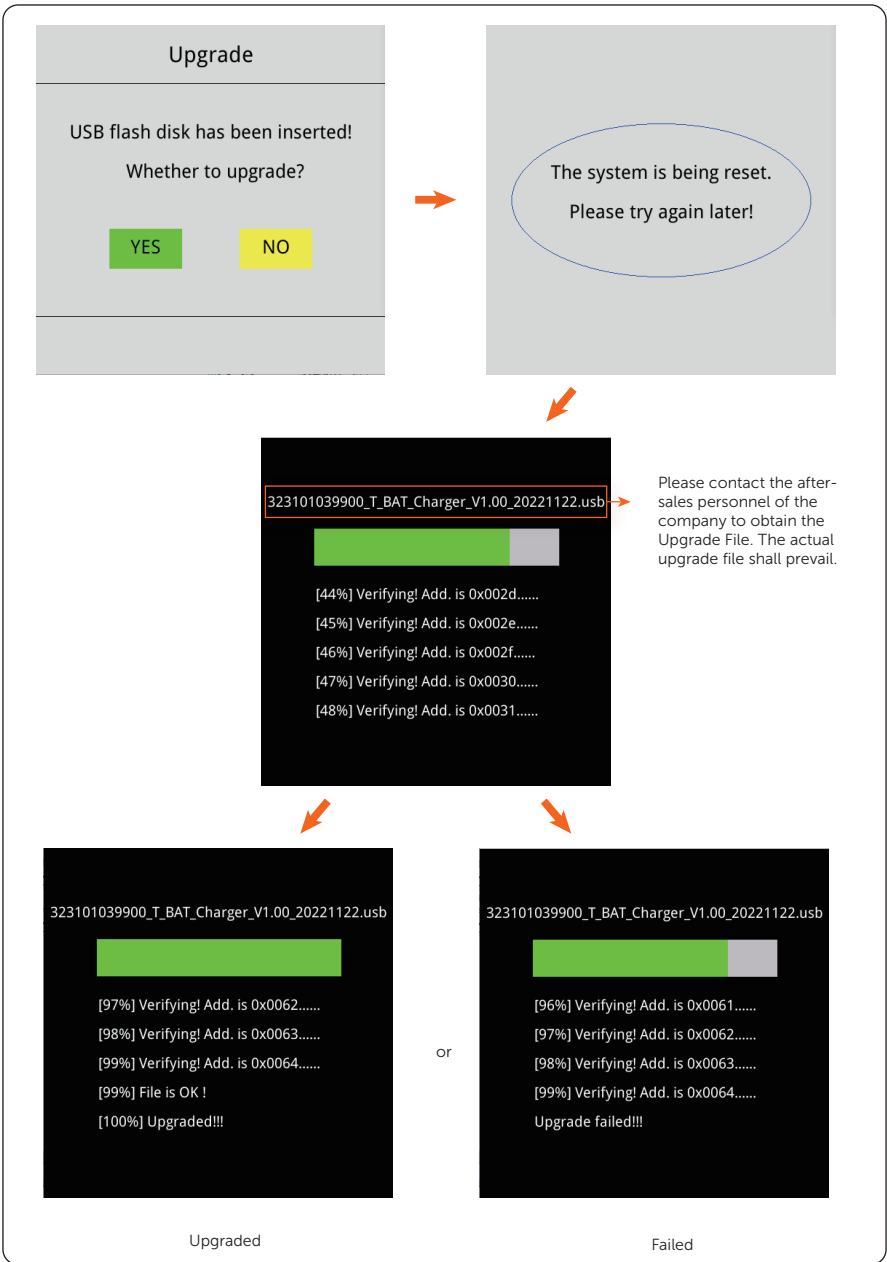 Upgrade
USB flash disk has been inserted!
Whether to upgrade?
YES
NO
The system is being reset.
Please try again later!
323101039900_T_BAT_Charger_V1.00_20221122.usb
[44%] Verifying! Add. is 0x002d......
[45%] Verifying! Add. is 0x002e......
[46%] Verifying! Add. is 0x002f......
[47%] Verifying! Add. is 0x0030......
[48%] Verifying! Add. is 0x0031......
Please contact the after-
sales personnel of the
company to obtain the
Upgrade File. The actual
upgrade file shall prevail.
323101039900_T_BAT_Charger_V1.00_20221122.usb
[97%] Verifying! Add. is 0x0062......
[98%] Verifying! Add. is 0x0063......
[99%] Verifying! Add. is 0x0064......
[99%] File is OK !
[100%] Upgraded!!!
or
323101039900_T_BAT_Charger_V1.00_20221122.usb
[96%] Verifying! Add. is 0x0061......
[97%] Verifying! Add. is 0x0062......
[98%] Verifying! Add. is 0x0063......
[99%] Verifying! Add. is 0x0064......
Upgrade failed!!!
Upgraded
Failed